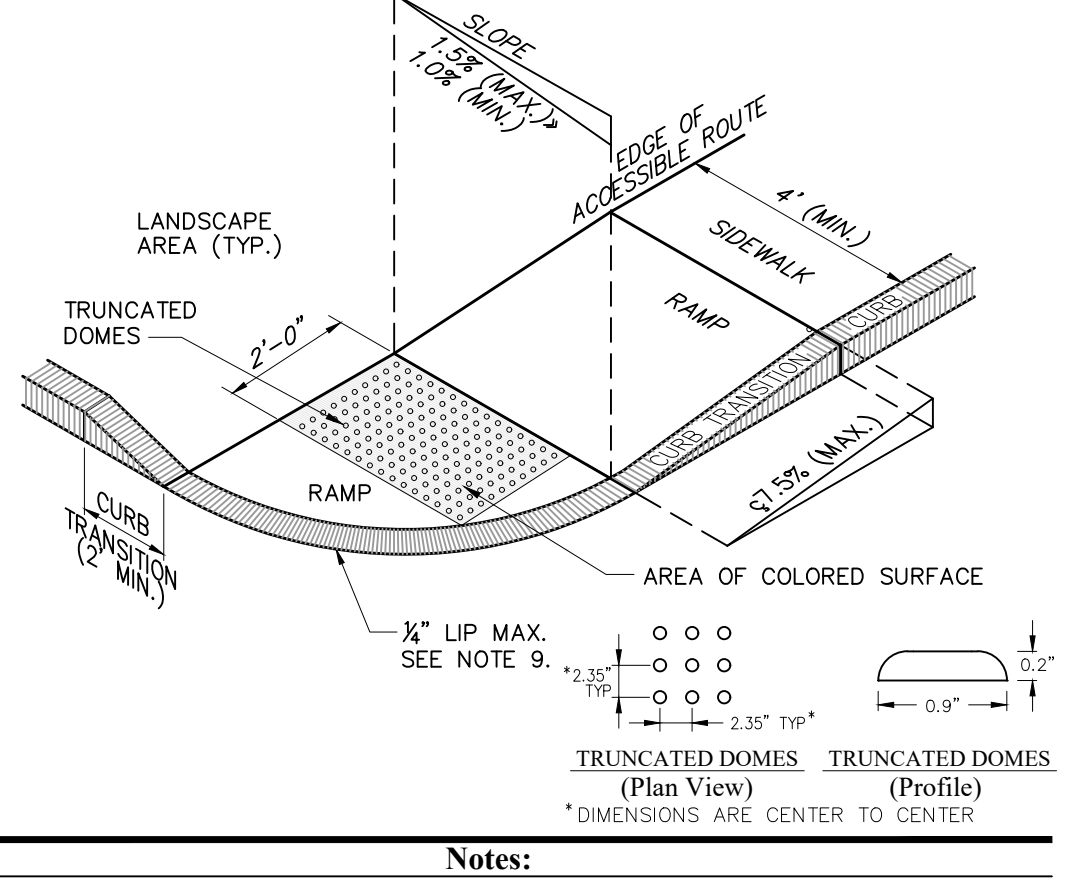 SLOPE
1.5% (MAX.)»
1.0% (MIN.)
EDGE OF
ACCESSIBLE ROUTE
4' (MIN.)
LANDSCAPE
AREA (TYP.)
SIDEWALK
RAMP
CURB
TRUNCATED
DOMES
2'-0"
CURB TRANSITION
ς7.5% (MAX.)
RAMP
CURB
TRANSITION
(2' MIN.)
AREA OF COLORED SURFACE
¼" LIP MAX.
SEE NOTE 9.
*2.35"
TYP
2.35" TYP*
0.2"
0.9"
TRUNCATED DOMES
(Plan View)
TRUNCATED DOMES
(Profile)
*DIMENSIONS ARE CENTER TO CENTER
Notes: